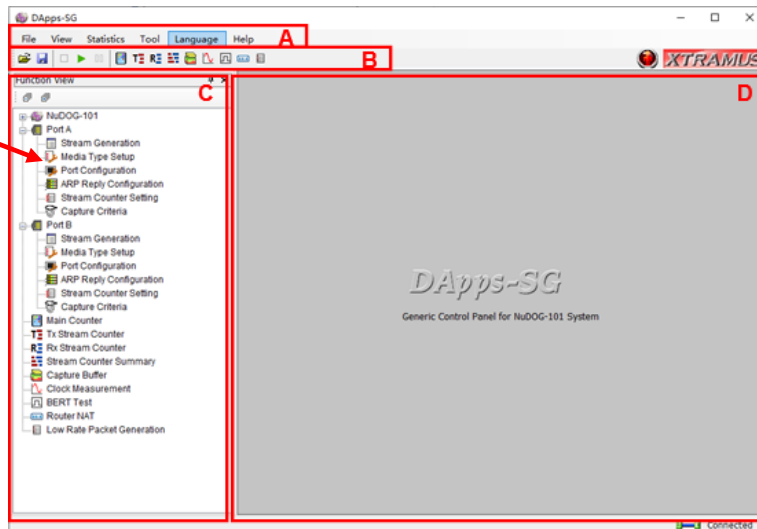 DApps-SG
File View Statistics Tool Language Help A
B XTRAMUS
Function View C D
NuDOG-101
Port A
Stream Generation
Media Type Setup
Port Configuration
ARP Reply Configuration
Stream Counter Setting
Capture Criteria
Port B
Stream Generation
Media Type Setup
Port Configuration
ARP Reply Configuration
Stream Counter Setting
Capture Criteria
Main Counter
Tx Stream Counter
Rx Stream Counter
Stream Counter Summary
Capture Buffer
Clock Measurement
BERT Test
Router NAT
Low Rate Packet Generation
DApps-SG
Generic Control Panel for NuDOG-101 System
Connected